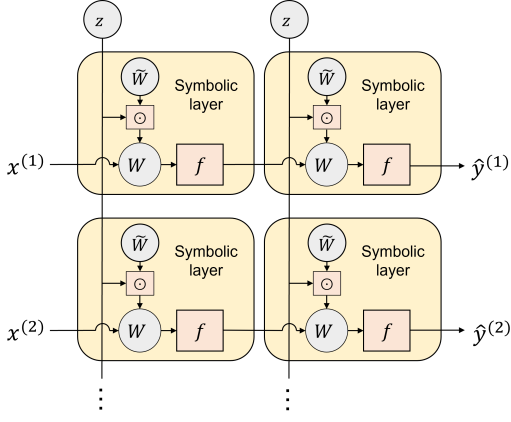 z z
W̃ Symbolic layer W̃ Symbolic layer
⊙ ⊙
x⁽¹⁾ W f W f ŷ⁽¹⁾
W̃ Symbolic layer W̃ Symbolic layer
⊙ ⊙
x⁽²⁾ W f W f ŷ⁽²⁾
⋮ ⋮